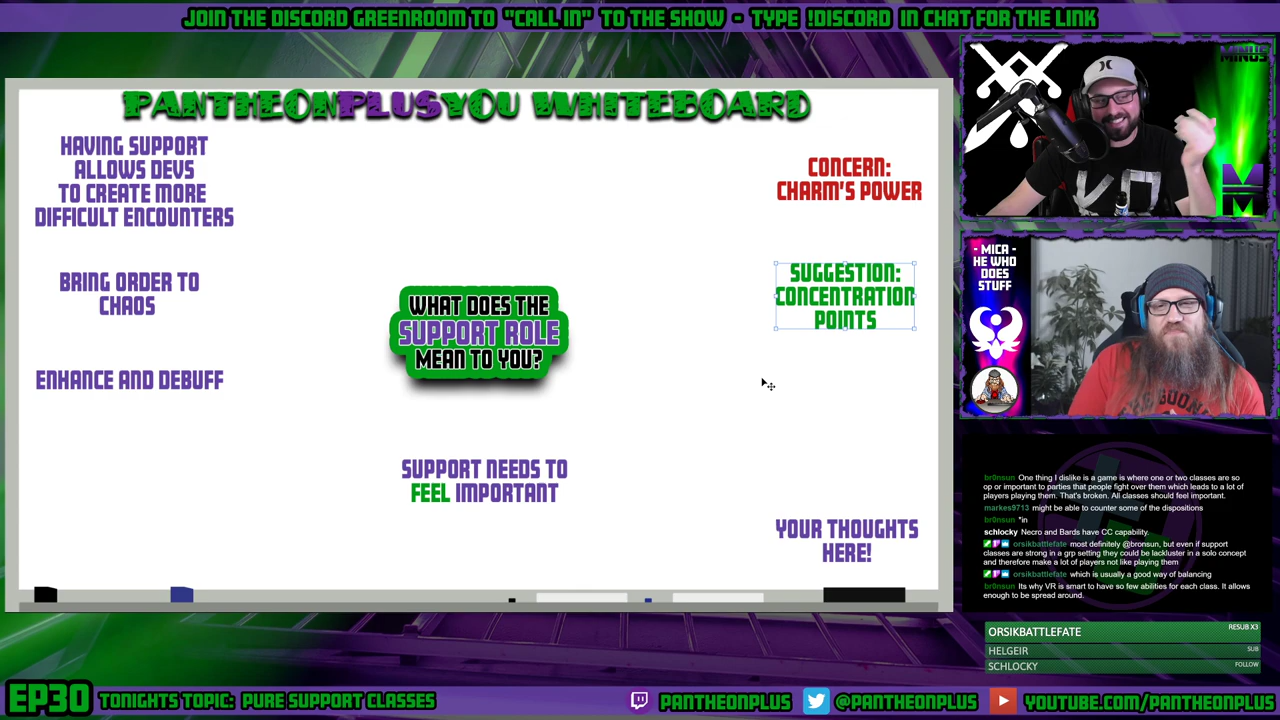 JOIN THE DISCORD GREENROOM TO "CALL IN" TO THE SHOW - TYPE !DISCORD IN CHAT FOR THE LINK
PANTHEONPLUSYOU WHITEBOARD
HAVING SUPPORT
ALLOWS DEVS
TO CREATE MORE
DIFFICULT ENCOUNTERS
BRING ORDER TO
CHAOS
ENHANCE AND DEBUFF
WHAT DOES THE
SUPPORT ROLE
MEAN TO YOU?
SUPPORT NEEDS TO
FEEL IMPORTANT
CONCERN:
CHARM'S POWER
SUGGESTION:
CONCENTRATION
POINTS
YOUR THOUGHTS
HERE!
MINUS
- MICA -
HE WHO
DOES
STUFF
br0nsun One thing I dislike is a game is where one or two classes are so
op or important to parties that people fight over them which leads to a lot of
players playing them. That's broken. All classes should feel important.
markes9713 might be able to counter some of the dispositions
br0nsun *in
schlocky Necro and Bards have CC capability.
orsikbattlefate most definitely @bronsun, but even if support
classes are strong in a grp setting they could be lackluster in a solo concept
and therefore make a lot of players not like playing them
orsikbattlefate which is usually a good way of balancing
br0nsun Its why VR is smart to have so few abilities for each class. It allows
enough to be spread around.
ORSIKBATTLEFATE RESUB X3
HELGEIR SUB
SCHLOCKY FOLLOW
EP30 TONIGHTS TOPIC: PURE SUPPORT CLASSES
PANTHEONPLUS @PANTHEONPLUS YOUTUBE.COM/PANTHEONPLUS